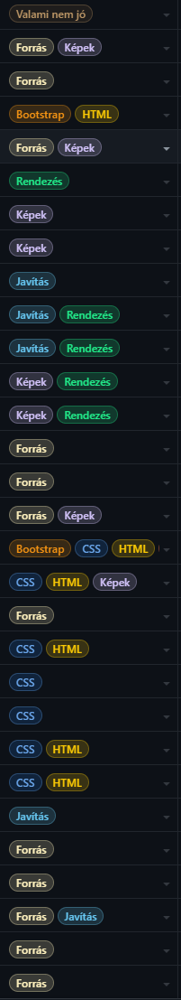 Valami nem jó
Forrás Képek
Forrás
Bootstrap HTML
Forrás Képek
Rendezés
Képek
Képek
Javítás
Javítás Rendezés
Javítás Rendezés
Képek Rendezés
Képek Rendezés
Forrás
Forrás
Forrás Képek
Bootstrap CSS HTML
CSS HTML Képek
Forrás
CSS HTML
CSS
CSS
CSS HTML
CSS HTML
Javítás
Forrás
Forrás
Forrás Javítás
Forrás
Forrás